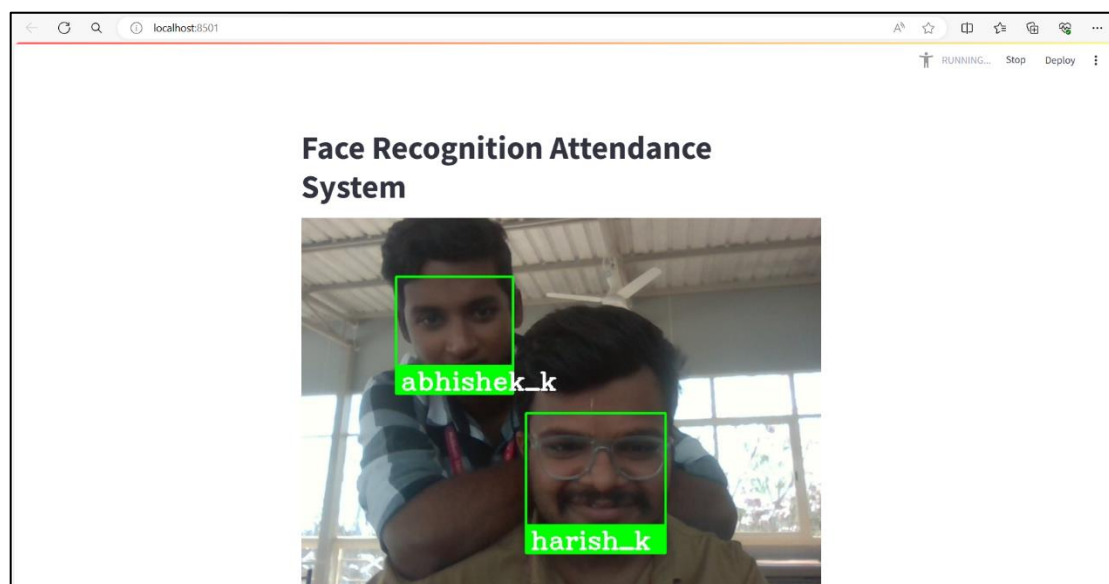 localhost:8501
RUNNING... Stop Deploy
Face Recognition Attendance
System
abhishek_k
harish_k